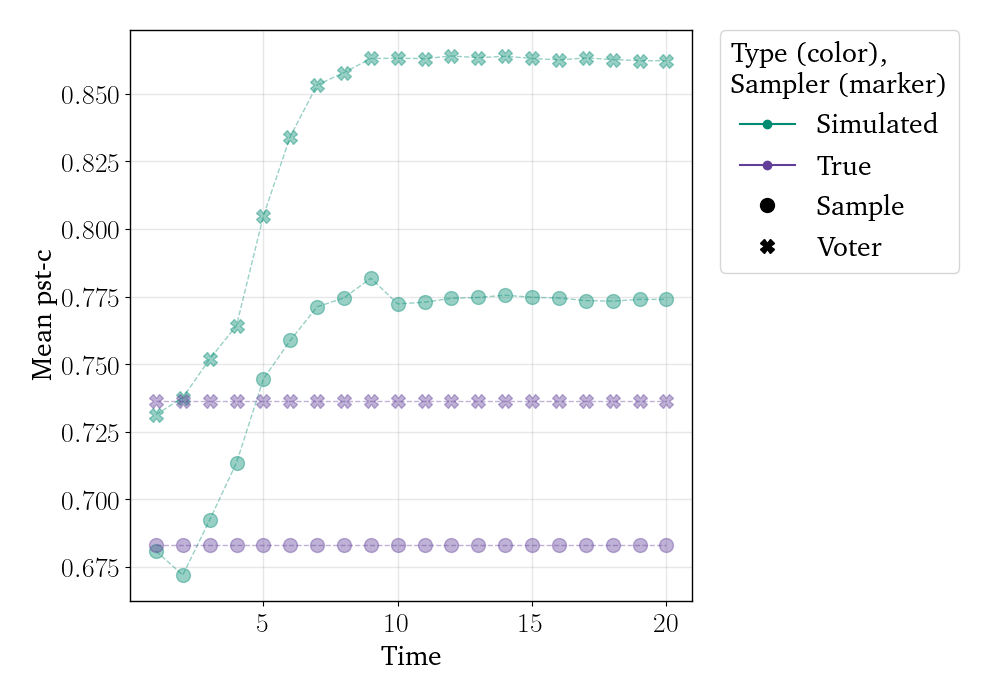 0.850
0.825
0.800
0.775
0.750
0.725
0.700
0.675
Mean pst-c
5
10
15
20
Time
Type (color),
Sampler (marker)
Simulated
True
Sample
Voter